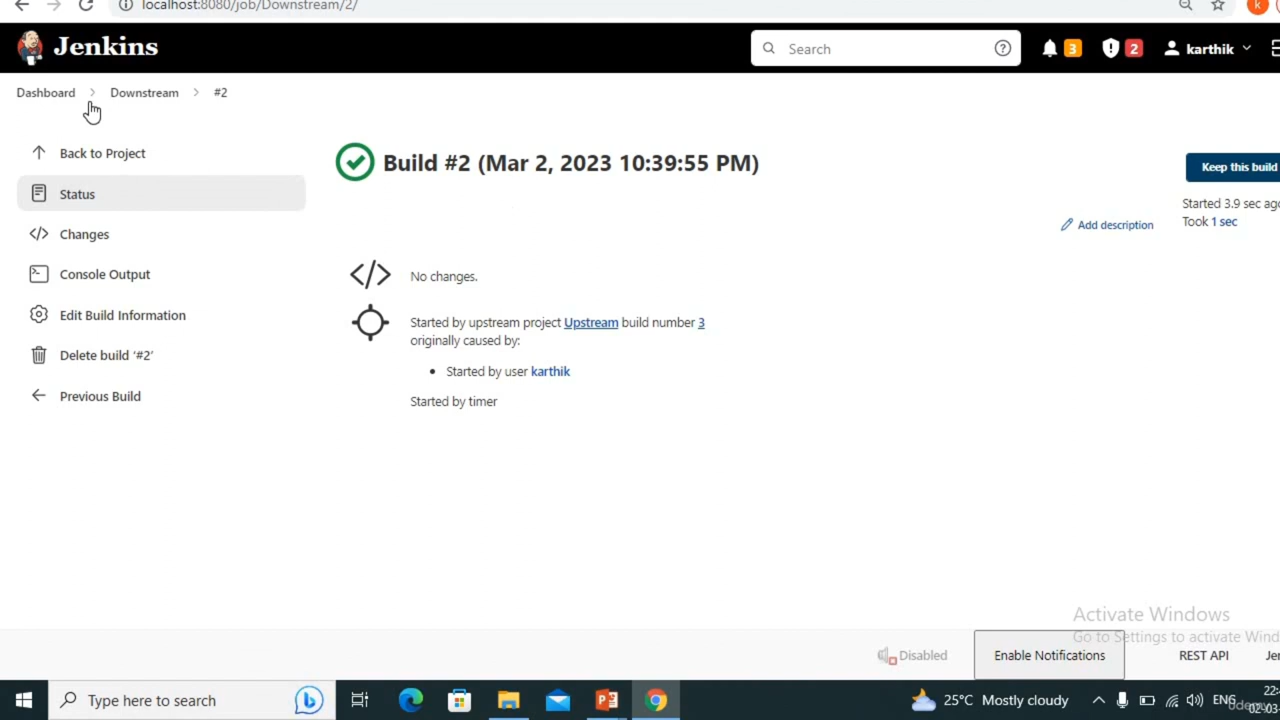 localhost:8080/job/Downstream/2/
k
Jenkins
Search
3
2
karthik
Dashboard
Downstream
#2
Back to Project
Status
Changes
Console Output
Edit Build Information
Delete build ‘#2’
Previous Build
Build #2 (Mar 2, 2023 10:39:55 PM)
Keep this build
Started 3.9 sec ago
Took 1 sec
Add description
No changes.
Started by upstream project Upstream build number 3
originally caused by:
Started by user karthik
Started by timer
Activate Windows
Go to Settings to activate Wind
Disabled
Enable Notifications
REST API
Je
Type here to search
25°C Mostly cloudy
ENG
22:
02-03-